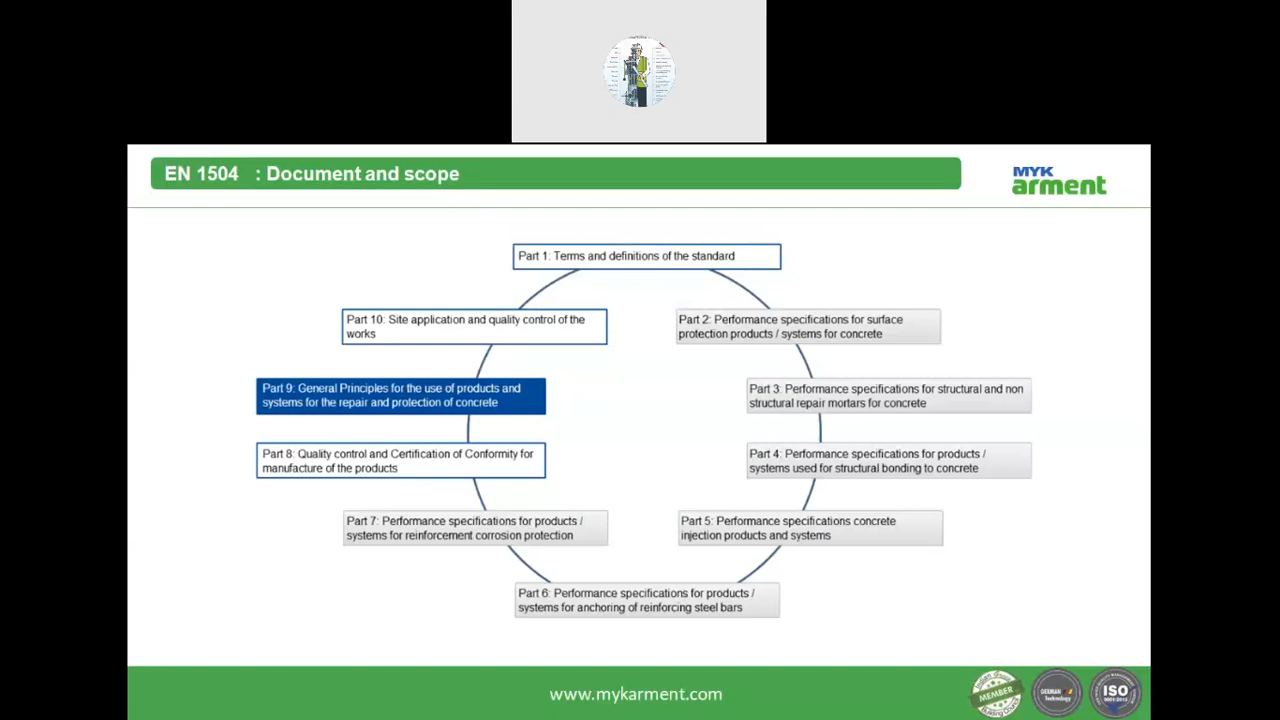 EN 1504 : Document and scope
MYK
arment
Part 1: Terms and definitions of the standard
Part 10: Site application and quality control of the
works
Part 2: Performance specifications for surface
protection products / systems for concrete
Part 9: General Principles for the use of products and
systems for the repair and protection of concrete
Part 3: Performance specifications for structural and non
structural repair mortars for concrete
Part 8: Quality control and Certification of Conformity for
manufacture of the products
Part 4: Performance specifications for products /
systems used for structural bonding to concrete
Part 7: Performance specifications for products /
systems for reinforcement corrosion protection
Part 5: Performance specifications concrete
injection products and systems
Part 6: Performance specifications for products /
systems for anchoring of reinforcing steel bars
www.mykarment.com
MEMBER
GERMAN
Technology
ISO